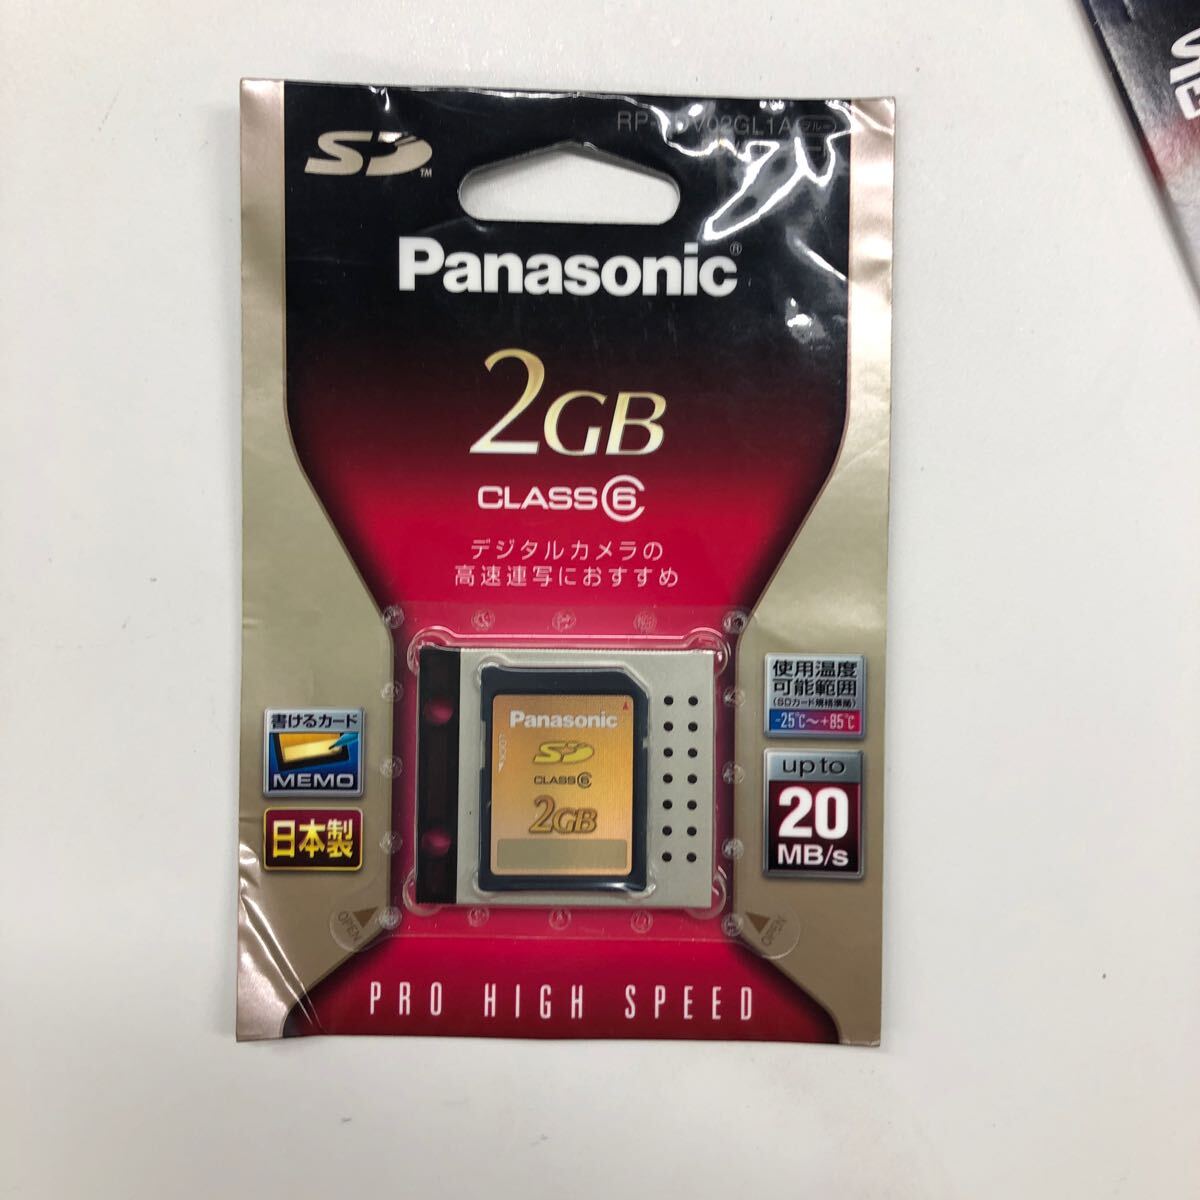 SD™
Panasonic®
2GB
CLASS 6
デジタルカメラの
高速連写におすすめ
使用温度
可能範囲
(SDカード規格準拠)
-25℃~+85℃
書けるカード
MEMO
日本製
Panasonic
LOCK
SD
CLASS 6
2GB
up to
20
MB/s
OPEN
OPEN
PRO HIGH SPEED